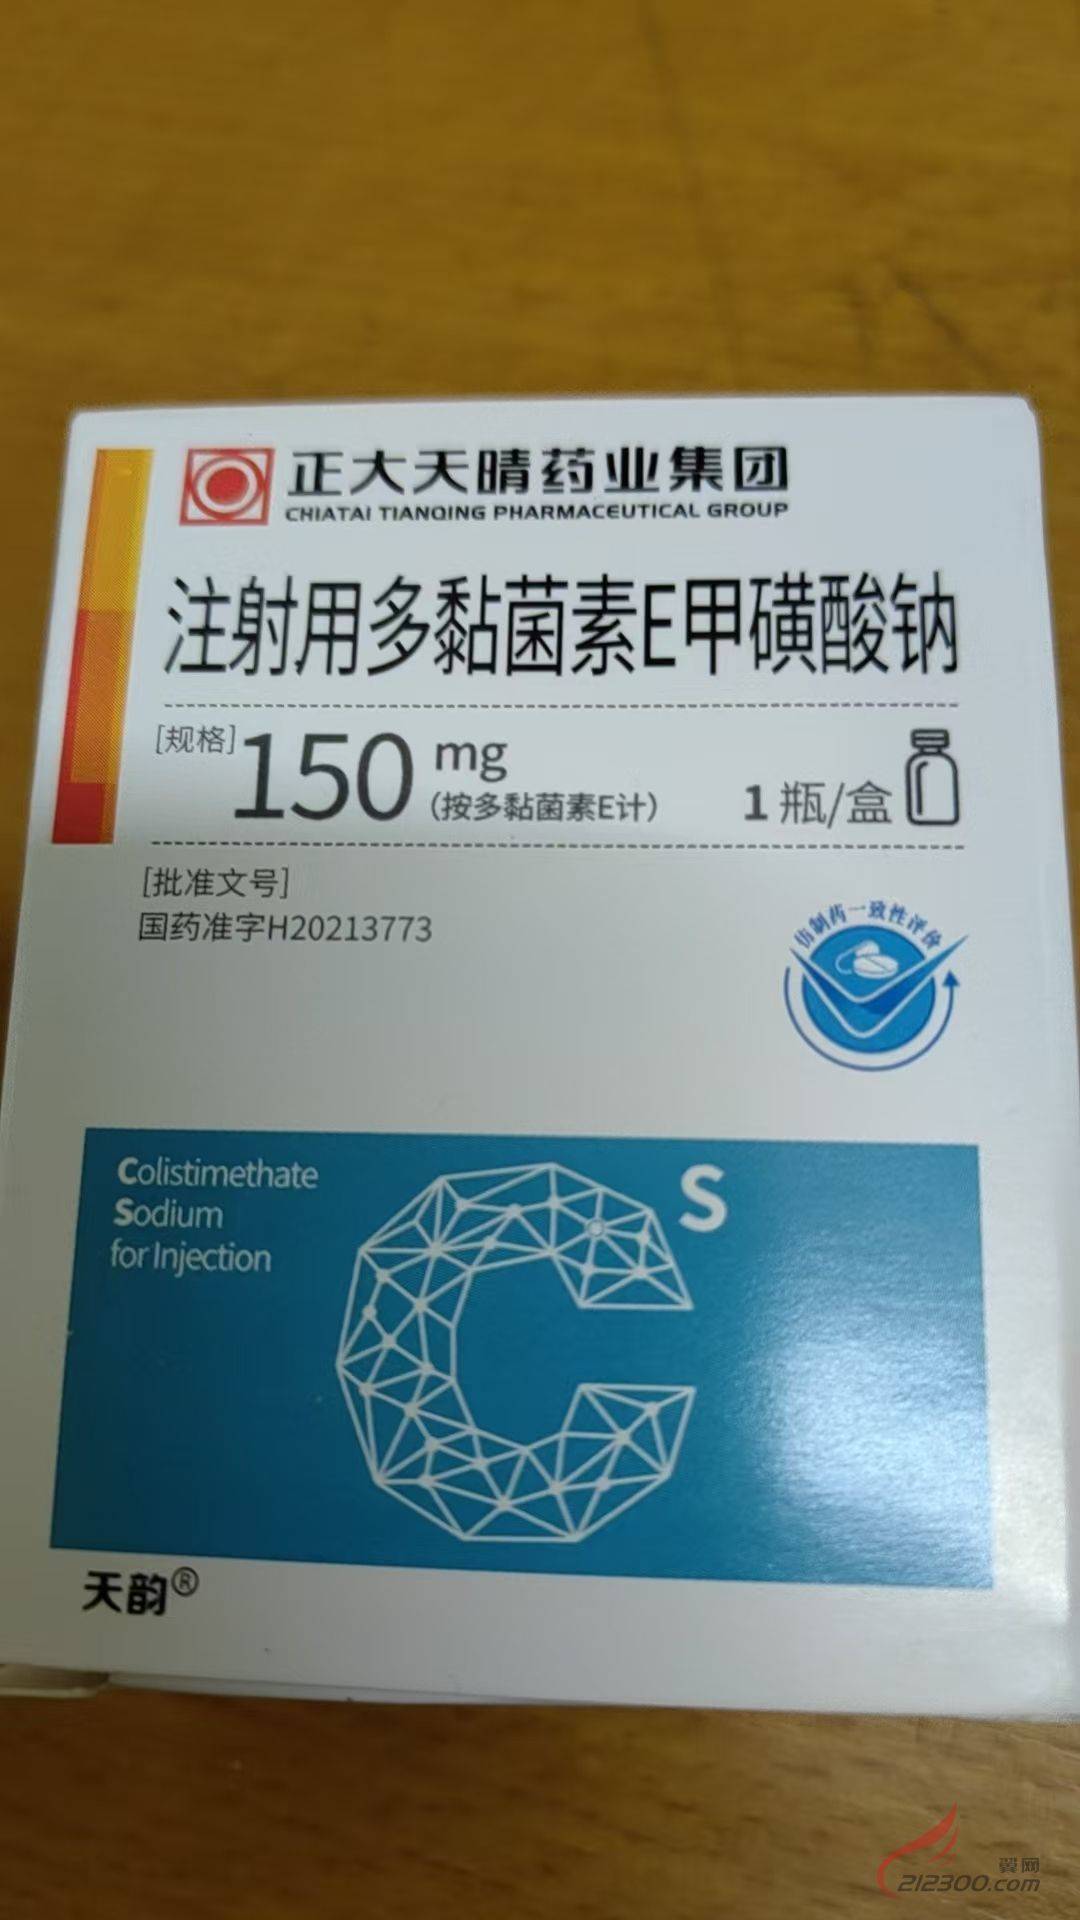 正大天晴药业集团
CHIATAI TIANQING PHARMACEUTICAL GROUP
注射用多黏菌素E甲磺酸钠
[规格]150 mg
(按多黏菌素E计)
1瓶/盒
[批准文号]
国药准字H20213773
仿制药一致性评价
Colistimethate
Sodium
for Injection
C S
天韵®
翼网
212300.com